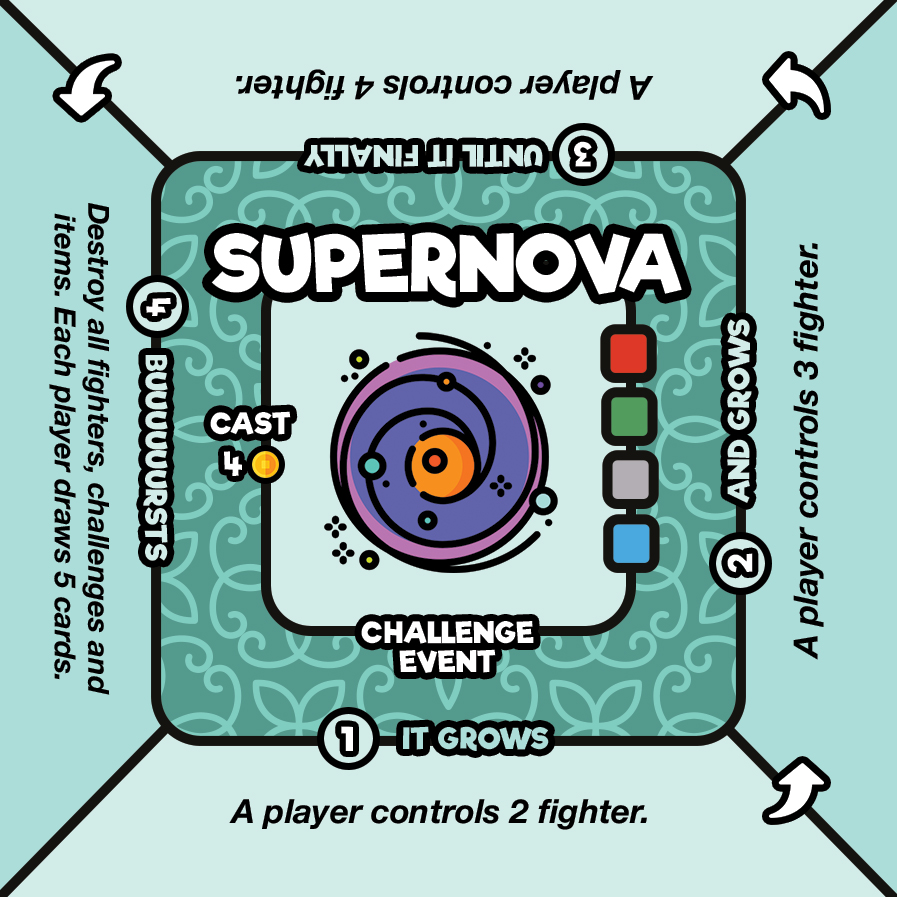 SUPERNOVA
CAST
4
CHALLENGE
EVENT
1 IT GROWS
A player controls 2 fighter.
2 AND GROWS
A player controls 3 fighter.
3 UNTIL IT FINALLY
A player controls 4 fighter.
4 BUUUUUURSTS
Destroy all fighters, challenges and
items. Each player draws 5 cards.